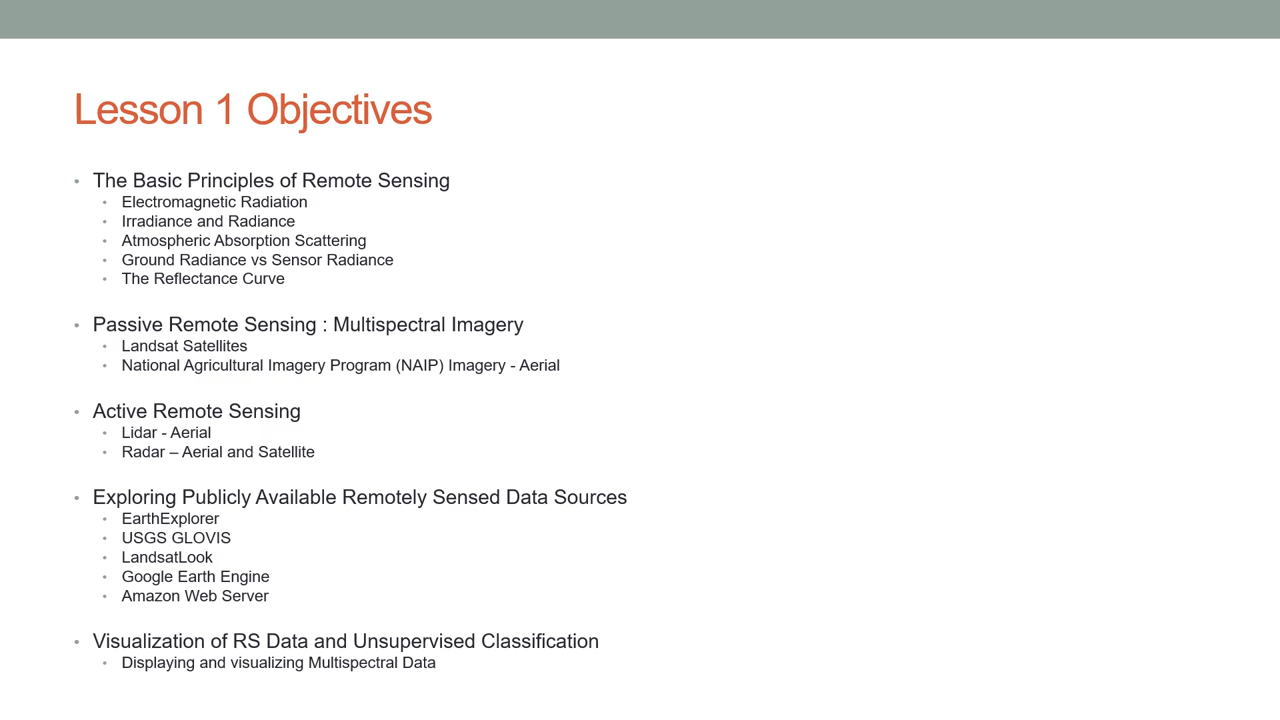 Lesson 1 Objectives
• The Basic Principles of Remote Sensing
• Electromagnetic Radiation
• Irradiance and Radiance
• Atmospheric Absorption Scattering
• Ground Radiance vs Sensor Radiance
• The Reflectance Curve
• Passive Remote Sensing : Multispectral Imagery
• Landsat Satellites
• National Agricultural Imagery Program (NAIP) Imagery - Aerial
• Active Remote Sensing
• Lidar - Aerial
• Radar – Aerial and Satellite
• Exploring Publicly Available Remotely Sensed Data Sources
• EarthExplorer
• USGS GLOVIS
• LandsatLook
• Google Earth Engine
• Amazon Web Server
• Visualization of RS Data and Unsupervised Classification
• Displaying and visualizing Multispectral Data